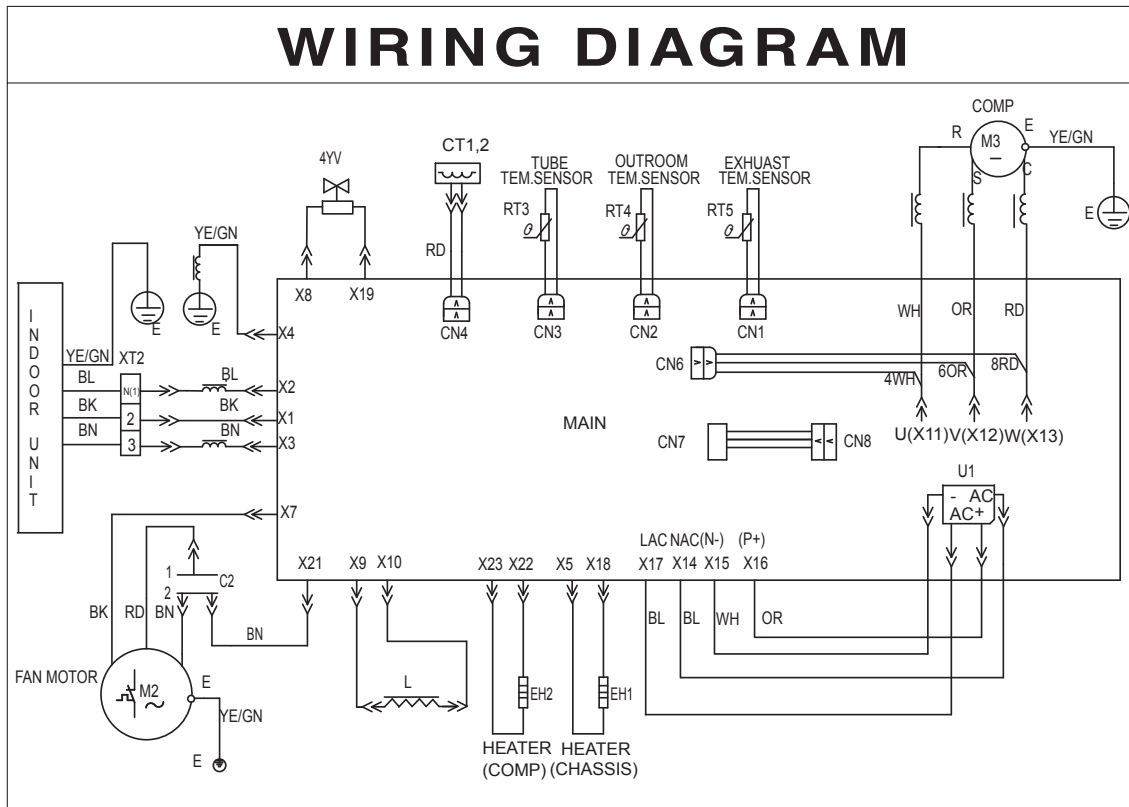 WIRING DIAGRAM
COMP
R
E
M3
YE/GN
S
C
E
4YV
CT1,2
TUBE
TEM.SENSOR
OUTROOM
TEM.SENSOR
EXHUAST
TEM.SENSOR
RT3
RT4
RT5
θ
θ
θ
RD
YE/GN
X8
X19
CN4
CN3
CN2
CN1
WH
OR
RD
INDOOR UNIT
E
E
X4
YE/GN
XT2
BL
N(1)
BL
X2
BK
2
BK
X1
BN
3
BN
X3
CN6
4WH
6OR
8RD
MAIN
CN7
CN8
U(X11)
V(X12)
W(X13)
U1
- AC
AC+
X7
X21
X9
X10
X23
X22
X5
X18
LAC
NAC
(N-)
(P+)
X17
X14
X15
X16
1
2
C2
BK
RD
BN
BN
BL
BL
WH
OR
FAN MOTOR
M2
E
YE/GN
E
L
EH2
EH1
HEATER
(COMP)
HEATER
(CHASSIS)